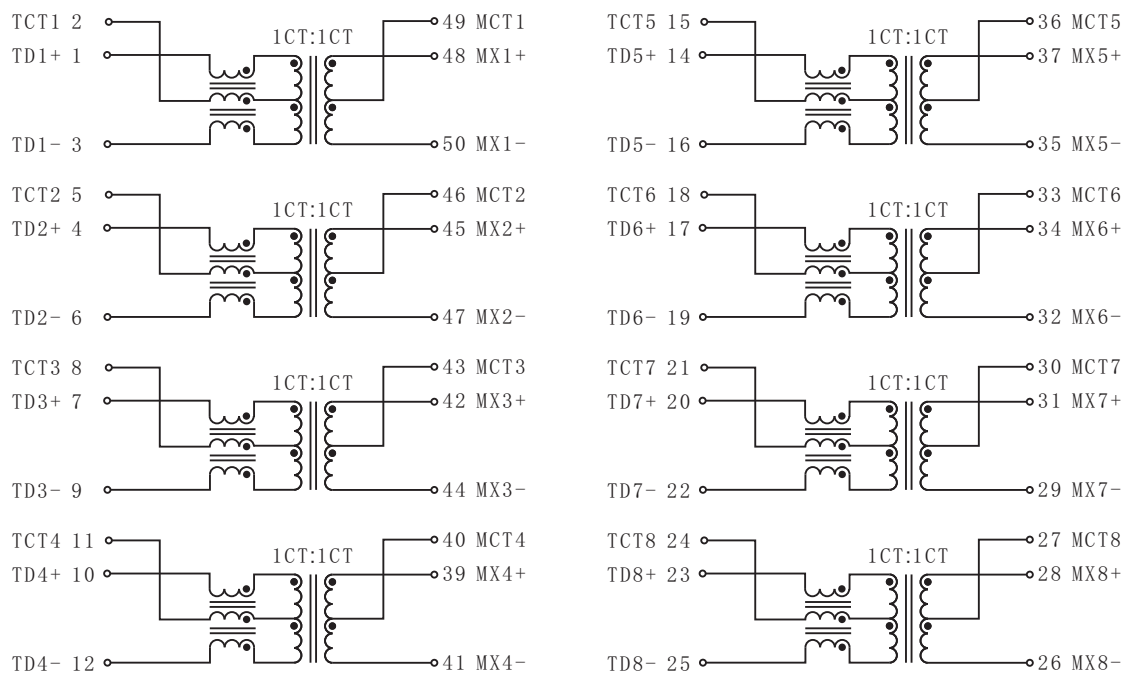 TCT1 2
49 MCT1
1CT:1CT
TD1+ 1
48 MX1+
TD1- 3
50 MX1-
TCT2 5
46 MCT2
1CT:1CT
TD2+ 4
45 MX2+
TD2- 6
47 MX2-
TCT3 8
43 MCT3
1CT:1CT
TD3+ 7
42 MX3+
TD3- 9
44 MX3-
TCT4 11
40 MCT4
1CT:1CT
TD4+ 10
39 MX4+
TD4- 12
41 MX4-
TCT5 15
36 MCT5
1CT:1CT
TD5+ 14
37 MX5+
TD5- 16
35 MX5-
TCT6 18
33 MCT6
1CT:1CT
TD6+ 17
34 MX6+
TD6- 19
32 MX6-
TCT7 21
30 MCT7
1CT:1CT
TD7+ 20
31 MX7+
TD7- 22
29 MX7-
TCT8 24
27 MCT8
1CT:1CT
TD8+ 23
28 MX8+
TD8- 25
26 MX8-